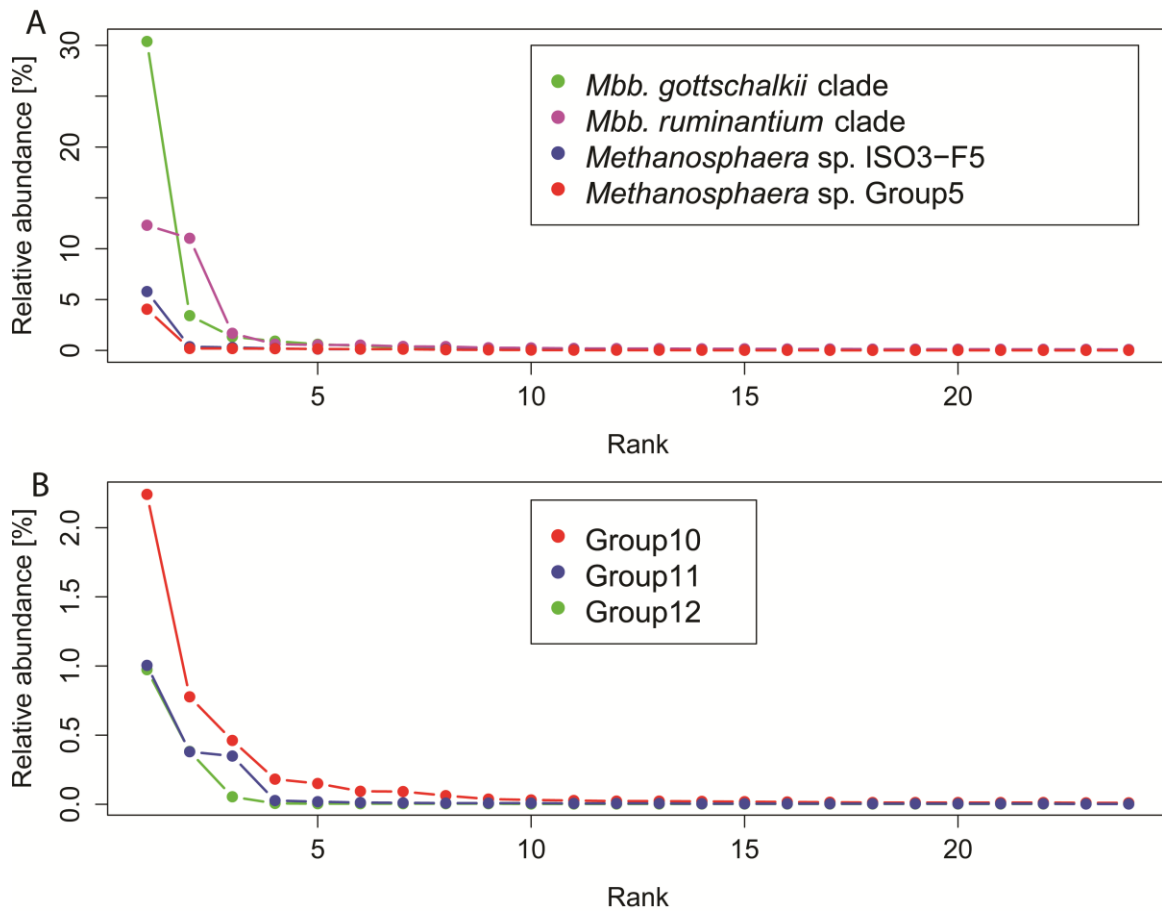 A
Relative abundance [%]
30
20
10
5
0
Mbb. gottschalkii clade
Mbb. ruminantium clade
Methanosphaera sp. ISO3−F5
Methanosphaera sp. Group5
5
10
15
20
Rank
B
Relative abundance [%]
2.0
1.5
1.0
0.5
0.0
Group10
Group11
Group12
5
10
15
20
Rank